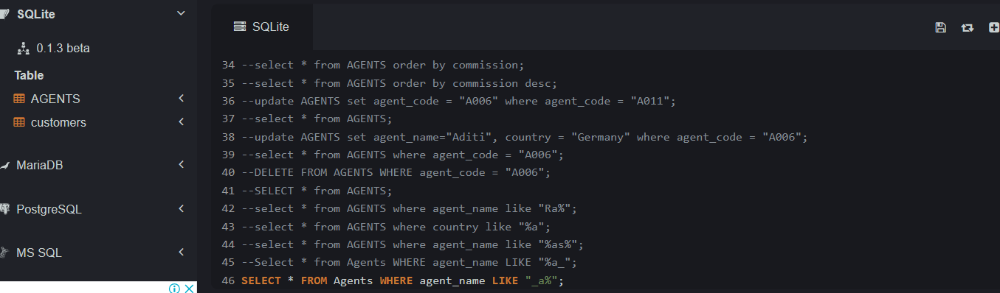 SQLite
0.1.3 beta
Table
AGENTS
customers
MariaDB
PostgreSQL
MS SQL
SQLite
34 --select * from AGENTS order by commission;
35 --select * from AGENTS order by commission desc;
36 --update AGENTS set agent_code = "A006" where agent_code = "A011";
37 --select * from AGENTS;
38 --update AGENTS set agent_name="Aditi", country = "Germany" where agent_code = "A006";
39 --select * from AGENTS where agent_code = "A006";
40 --DELETE FROM AGENTS WHERE agent_code = "A006";
41 --SELECT * from AGENTS;
42 --select * from AGENTS where agent_name like "Ra%";
43 --select * from AGENTS where country like "%a";
44 --select * from AGENTS where agent_name like "%as%";
45 --Select * from Agents WHERE agent_name LIKE "%a_";
46 SELECT * FROM Agents WHERE agent_name LIKE "_a%";